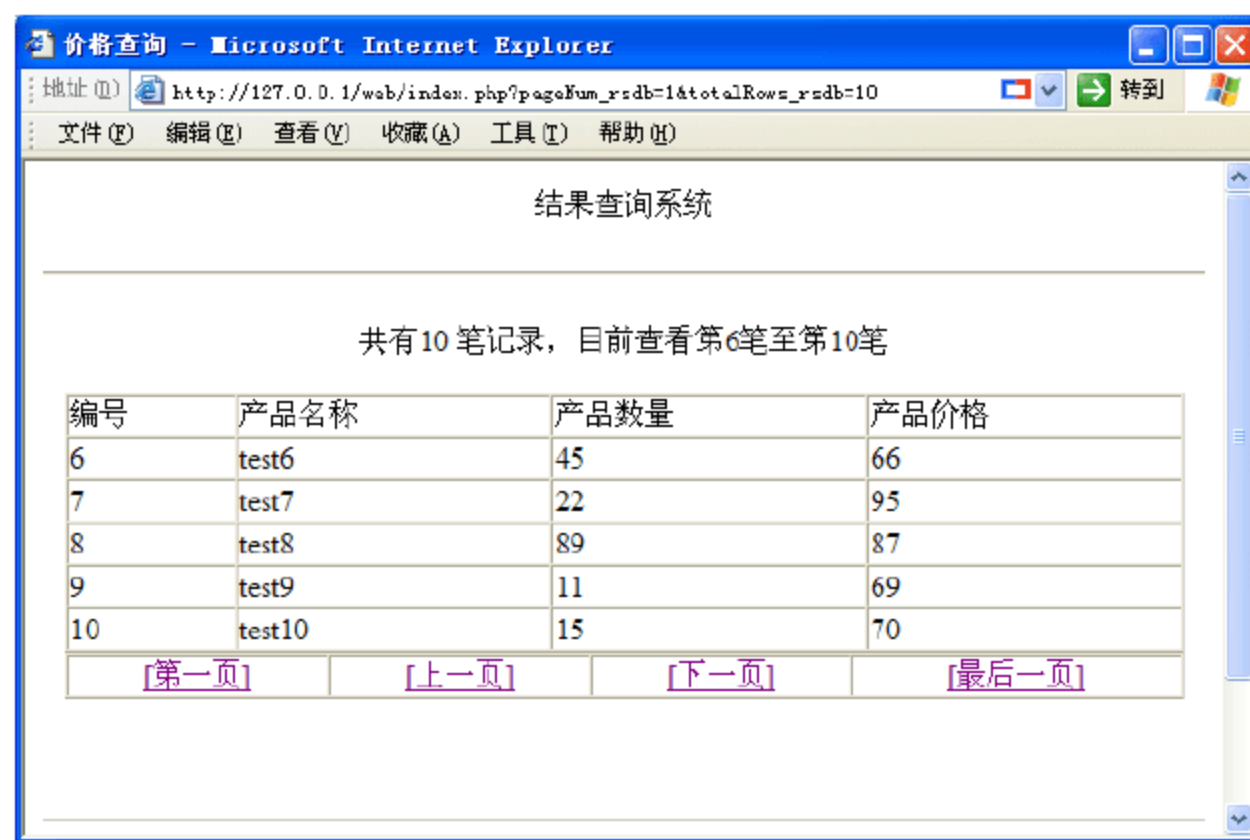 价格查询 - Microsoft Internet Explorer
地址(D) http://127.0.0.1/web/index.php?pageNum_rsdb=1&totalRows_rsdb=10 转到
文件(F) 编辑(E) 查看(V) 收藏(A) 工具(T) 帮助(H)
结果查询系统
共有10 笔记录，目前查看第6笔至第10笔
编号 产品名称 产品数量 产品价格
6 test6 45 66
7 test7 22 95
8 test8 89 87
9 test9 11 69
10 test10 15 70
[第一页] [上一页] [下一页] [最后一页]